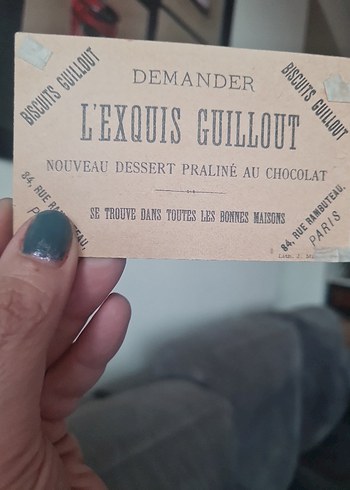 BISCUITS GUILLOUT
BISCUITS GUILLOUT
DEMANDER
L'EXQUIS GUILLOUT
NOUVEAU DESSERT PRALINÉ AU CHOCOLAT
SE TROUVE DANS TOUTES LES BONNES MAISONS
84, RUE RAMBUTEAU,
84, RUE RAMBUTEAU,
PARIS